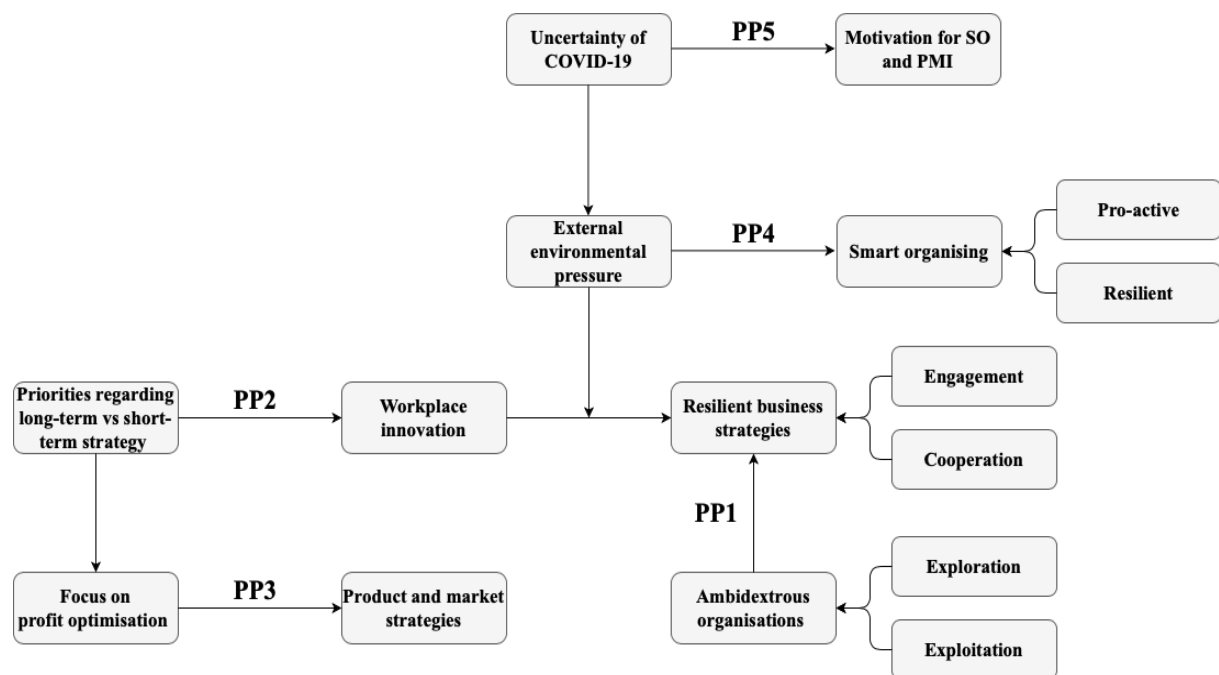 Uncertainty of
COVID-19
PP5
Motivation for SO
and PMI
External
environmental
pressure
PP4
Smart organising
Pro-active
Resilient
Priorities regarding
long-term vs short-
term strategy
PP2
Workplace
innovation
Resilient business
strategies
Engagement
Cooperation
PP1
Focus on
profit optimisation
PP3
Product and market
strategies
Ambidextrous
organisations
Exploration
Exploitation